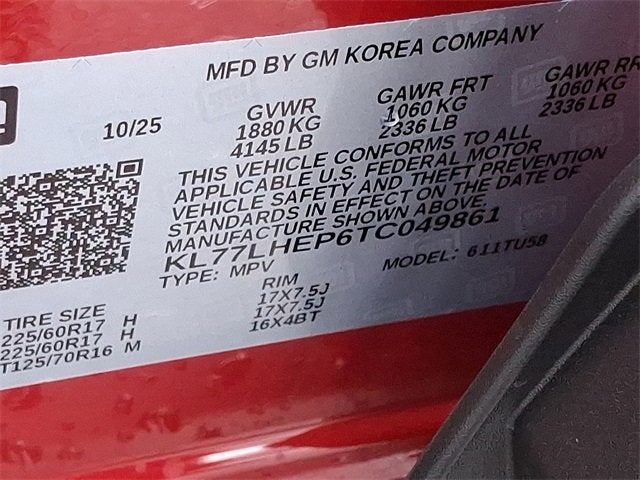 MFD BY GM KOREA COMPANY
10/25
GVWR GAWR FRT GAWR RR
1880 KG 1060 KG 1060 KG
4145 LB 2336 LB 2336 LB
THIS VEHICLE CONFORMS TO ALL
APPLICABLE U.S. FEDERAL MOTOR
VEHICLE SAFETY AND THEFT PREVENTION
STANDARDS IN EFFECT ON THE DATE OF
MANUFACTURE SHOWN ABOVE.
KL77LHEP6TC049861
TYPE: MPV MODEL: 611TU58
TIRE SIZE RIM
225/60R17 H 17X7.5J
225/60R17 H 17X7.5J
T125/70R16 M 16X4BT